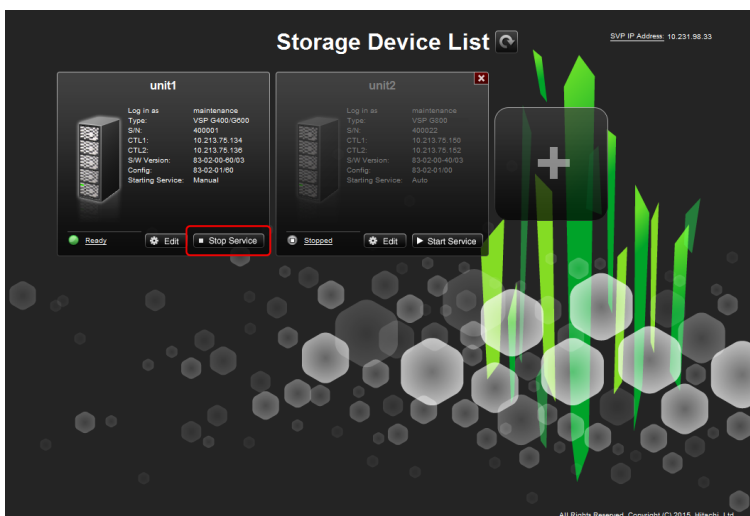 Storage Device List
SVP IP Address: 10.231.98.33
unit1
Log in as maintenance
Type: VSP G400/G600
S/N: 400001
CTL1: 10.213.75.134
CTL2: 10.213.75.136
S/W Version: 83-02-00-60/03
Config: 83-02-01/60
Starting Service: Manual
Ready
Edit
Stop Service
unit2
Log in as maintenance
Type: VSP G800
S/N: 400022
CTL1: 10.213.75.150
CTL2: 10.213.75.152
S/W Version: 83-02-00-40/03
Config: 83-02-01/00
Starting Service: Auto
Stopped
Edit
Start Service
All Rights Reserved. Copyright (C) 2015, Hitachi, Ltd.